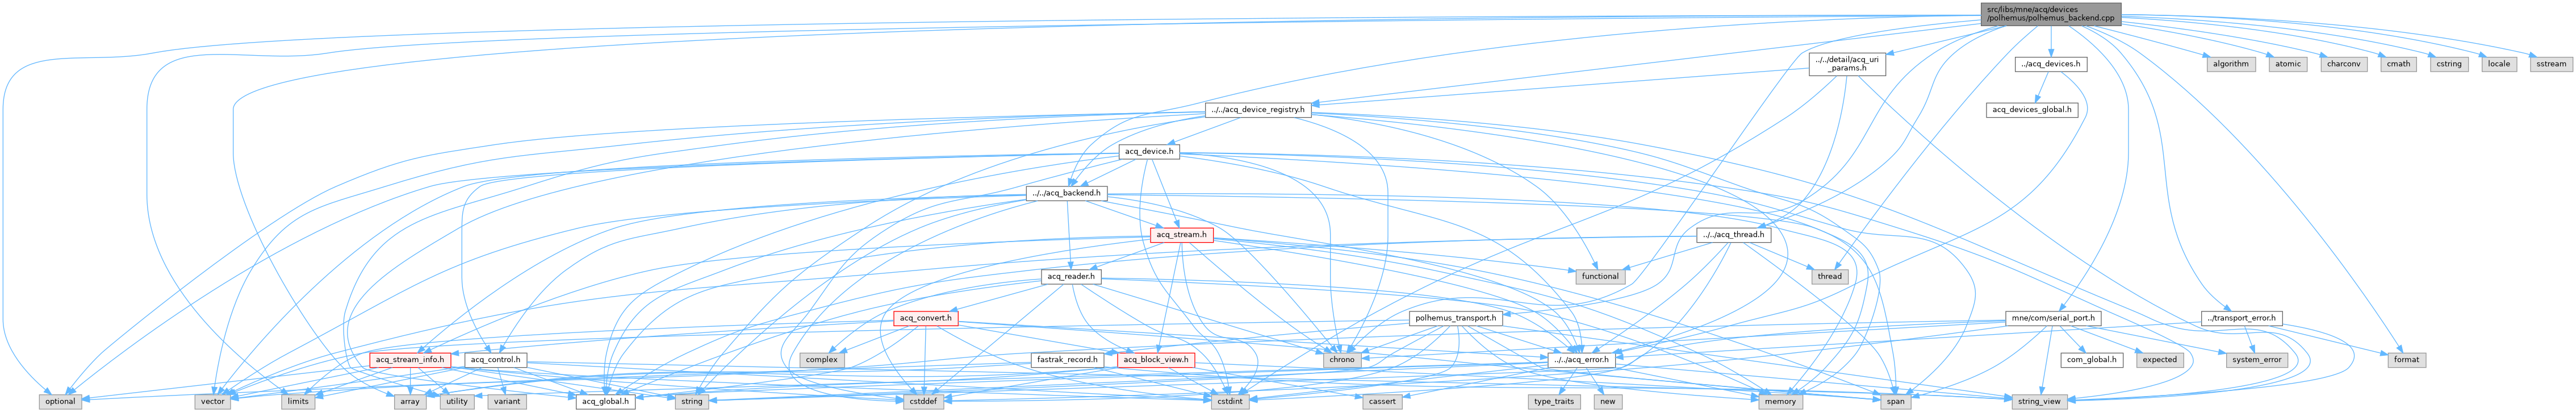 src/libs/mne/acq/devices
/polhemus/polhemus_backend.cpp
../../detail/acq_uri
_params.h
../acq_devices.h
algorithm
atomic
charconv
cmath
cstring
locale
sstream
../../acq_device_registry.h
acq_devices_global.h
acq_device.h
../../acq_backend.h
acq_stream.h
../../acq_thread.h
acq_reader.h
functional
thread
acq_convert.h
polhemus_transport.h
mne/com/serial_port.h
../transport_error.h
complex
acq_stream_info.h
acq_control.h
acq_block_view.h
fastrak_record.h
chrono
../../acq_error.h
com_global.h
expected
system_error
format
optional
vector
limits
array
utility
variant
acq_global.h
string
cstddef
cstdint
cassert
type_traits
new
memory
span
string_view